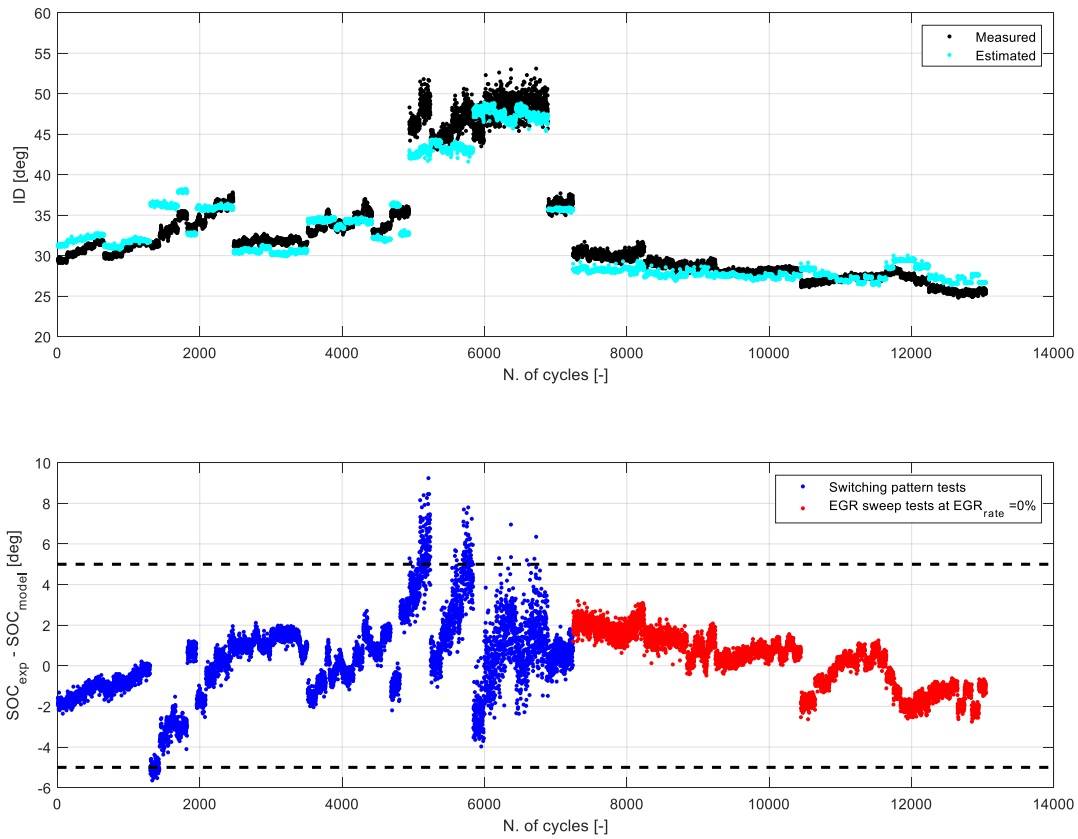 60
55
50
45
40
35
30
25
20
ID [deg]
Measured
Estimated
0 2000 4000 6000 8000 10000 12000 14000
N. of cycles [-]
10
8
6
4
2
0
-2
-4
-6
SOCexp - SOCmodel [deg]
Switching pattern tests
EGR sweep tests at EGRrate =0%
0 2000 4000 6000 8000 10000 12000 14000
N. of cycles [-]